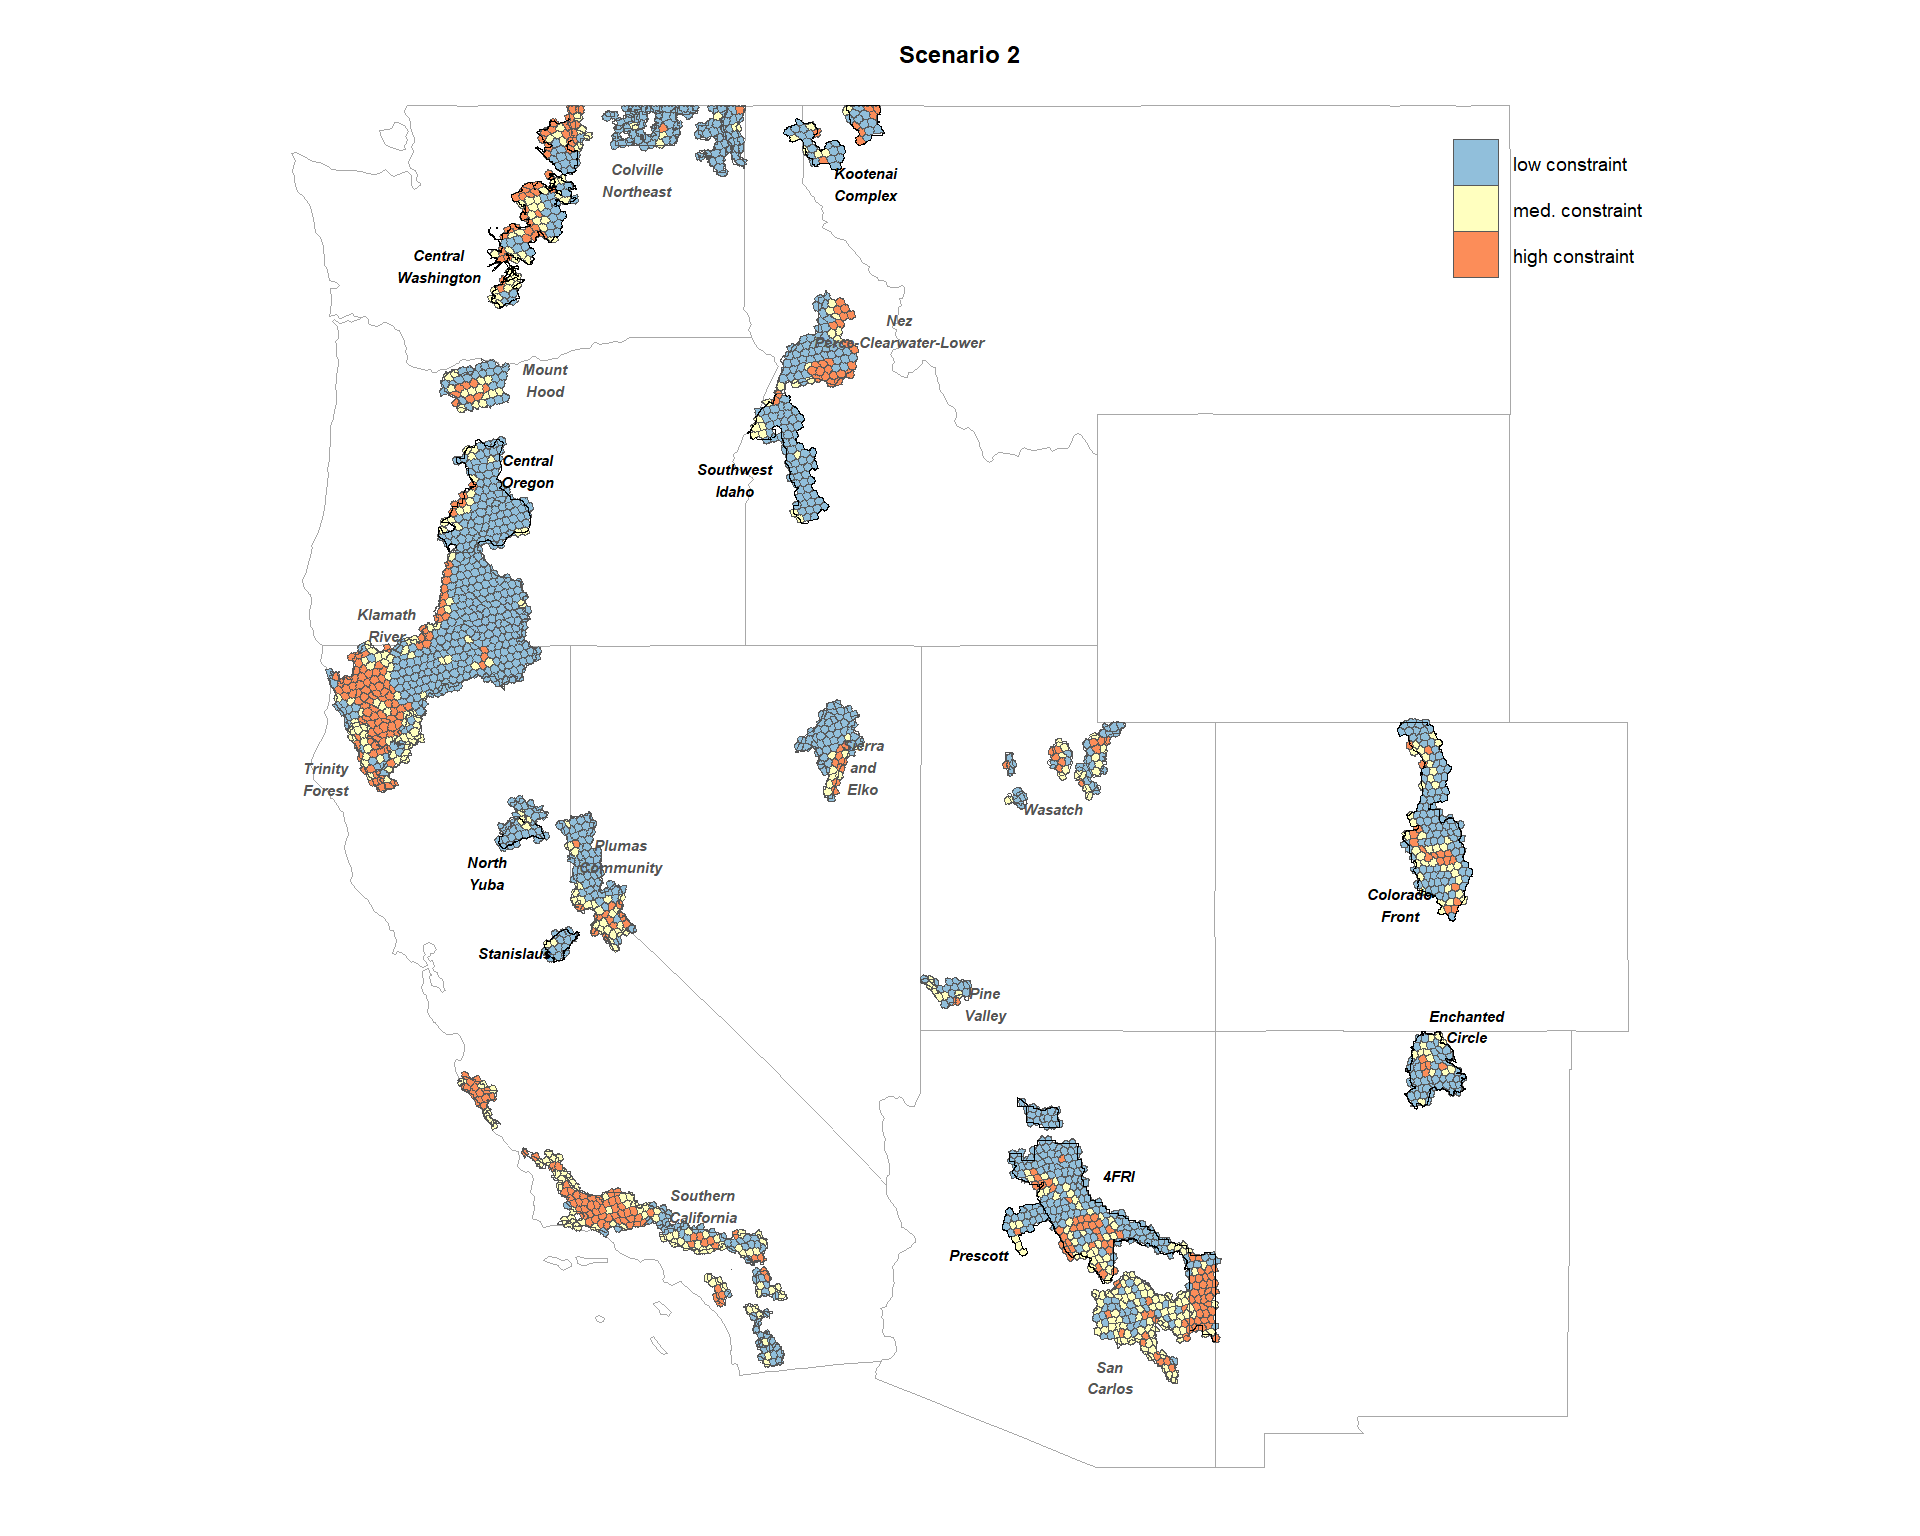 Scenario 2
low constraint
med. constraint
high constraint
Colville
Northeast
Kootenai
Complex
Central
Washington
Nez
Perce-Clearwater-Lower
Mount
Hood
Central
Oregon
Southwest
Idaho
Klamath
River
Trinity
Forest
Sierra
and
Elko
Wasatch
North
Yuba
Plumas
Community
Stanislaus
Colorado
Front
Pine
Valley
Enchanted
Circle
4FRI
Southern
California
Prescott
San
Carlos